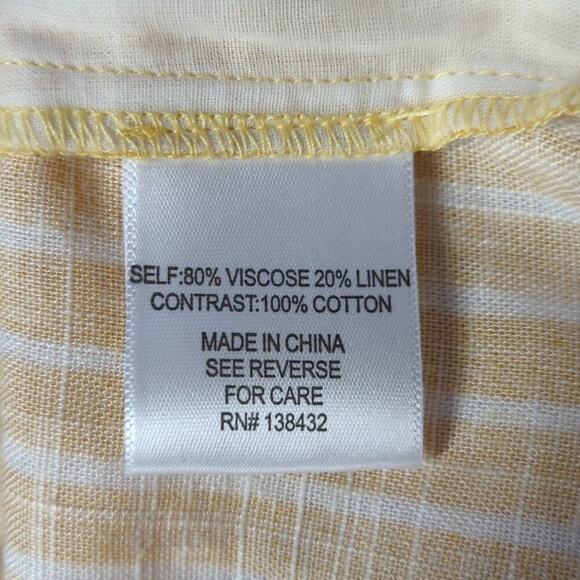 SELF:80% VISCOSE 20% LINEN
CONTRAST:100% COTTON
MADE IN CHINA
SEE REVERSE
FOR CARE
RN# 138432